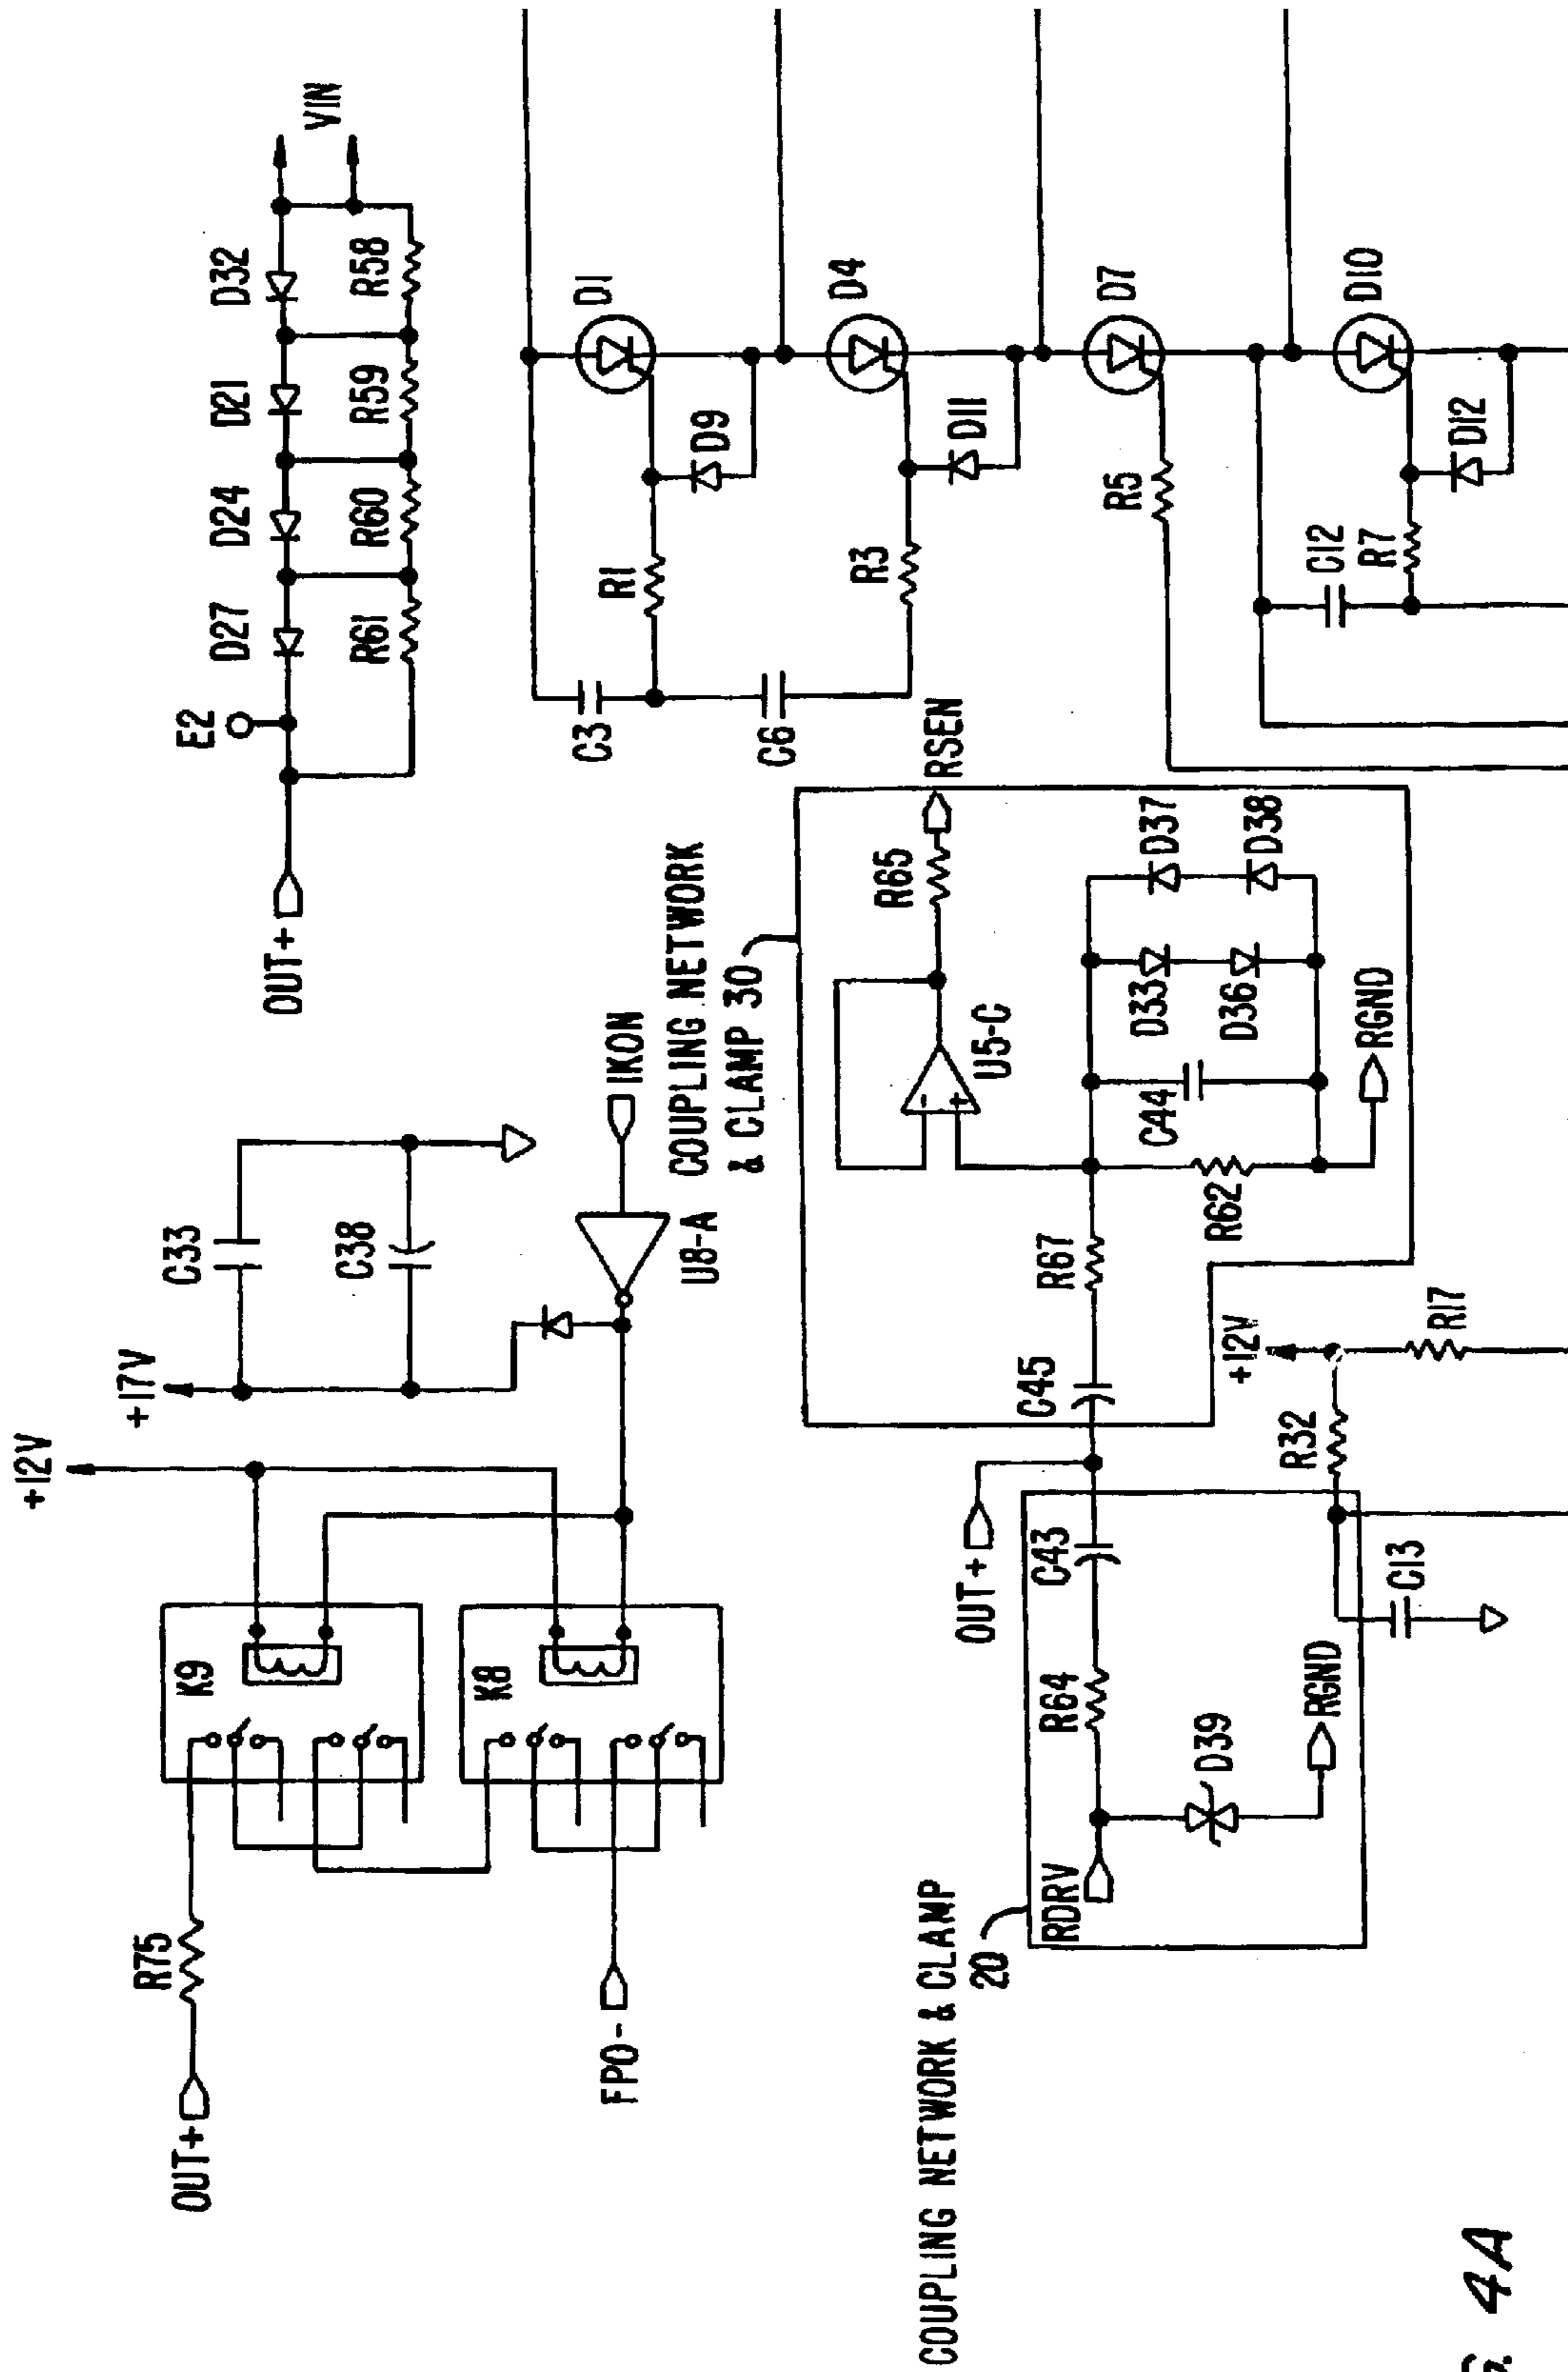 +12V
+17V
C33
C38
K9
K8
R75
OUT+
FPO-
U8-A
IKON
OUT+
E2
D27
D24
D21
D32
R61
R60
R59
R58
VIN
COUPLING NETWORK
& CLAMP 30
R65
RSEN
U5-C
C45
R67
R62
C44
D33
D36
D37
D38
RGND
C3
C6
R1
R3
D9
D11
D1
D4
D7
D10
R5
C12
R7
D12
COUPLING NETWORK & CLAMP
20
OUT+
RDRV
R64
C43
D39
RGND
C13
R32
+12V
R17
4A